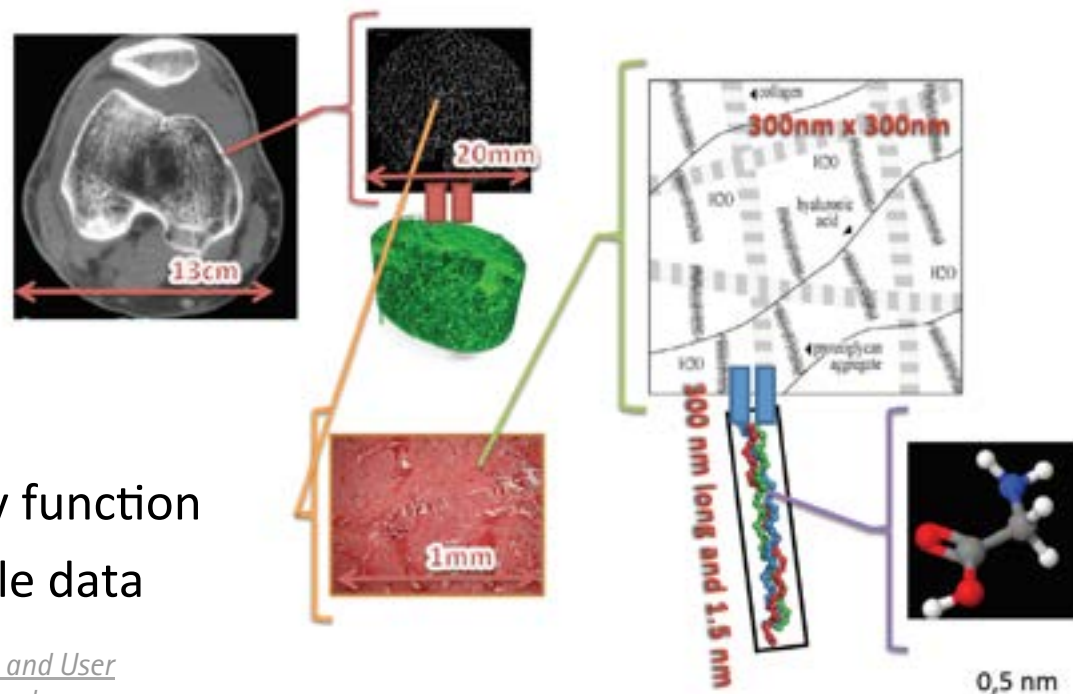 13cm
20mm
1mm
collagen
300nm x 300nm
hyaluronic
acid
proteoglycan
aggregate
300 nm long and 1.5 nm
0,5 nm
y function
le data
and User